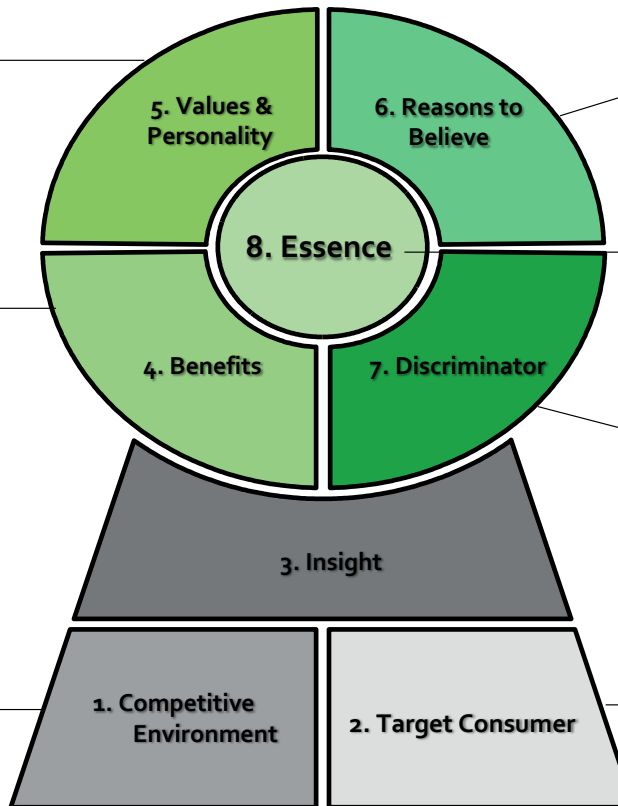 5. Values &
Personality
6. Reasons to
Believe
8. Essence
4. Benefits
7. Discriminator
3. Insight
1. Competitive
Environment
2. Target Consumer